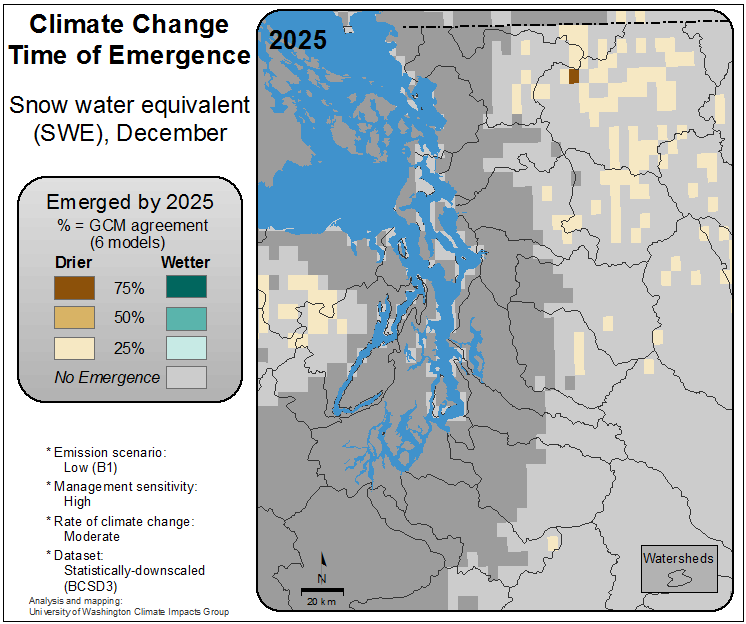 Climate Change
Time of Emergence
Snow water equivalent
(SWE), December
Emerged by 2025
% = GCM agreement
(6 models)
Drier Wetter
75%
50%
25%
No Emergence
* Emission scenario:
Low (B1)
* Management sensitivity:
High
* Rate of climate change:
Moderate
* Dataset:
Statistically-downscaled
(BCSD3)
Analysis and mapping:
University of Washington Climate Impacts Group
2025
N
20 km
Watersheds